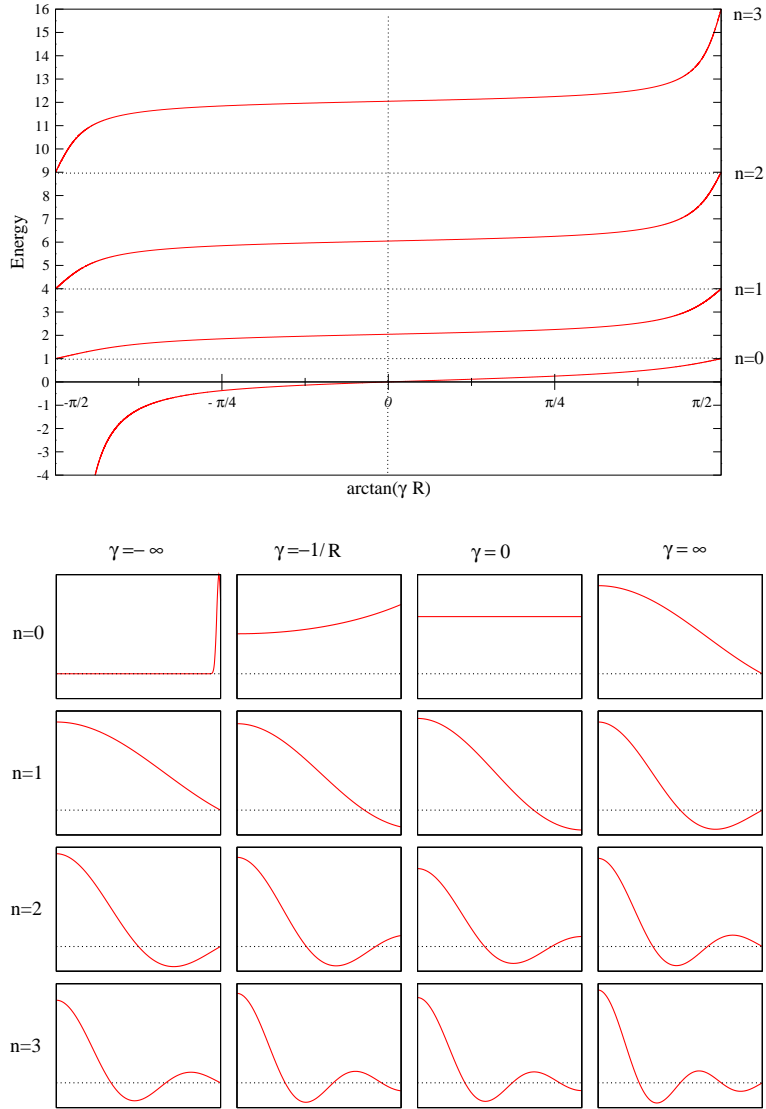 16
n=3
15
14
13
12
11
10
9
n=2
8
7
6
5
4
n=1
3
2
1
n=0
0
-1
-2
-3
-4
Energy
-π/2
- π/4
0
π/4
π/2
arctan(γ R)
γ=− ∞
γ=−1/R
γ= 0
γ= ∞
n=0
n=1
n=2
n=3